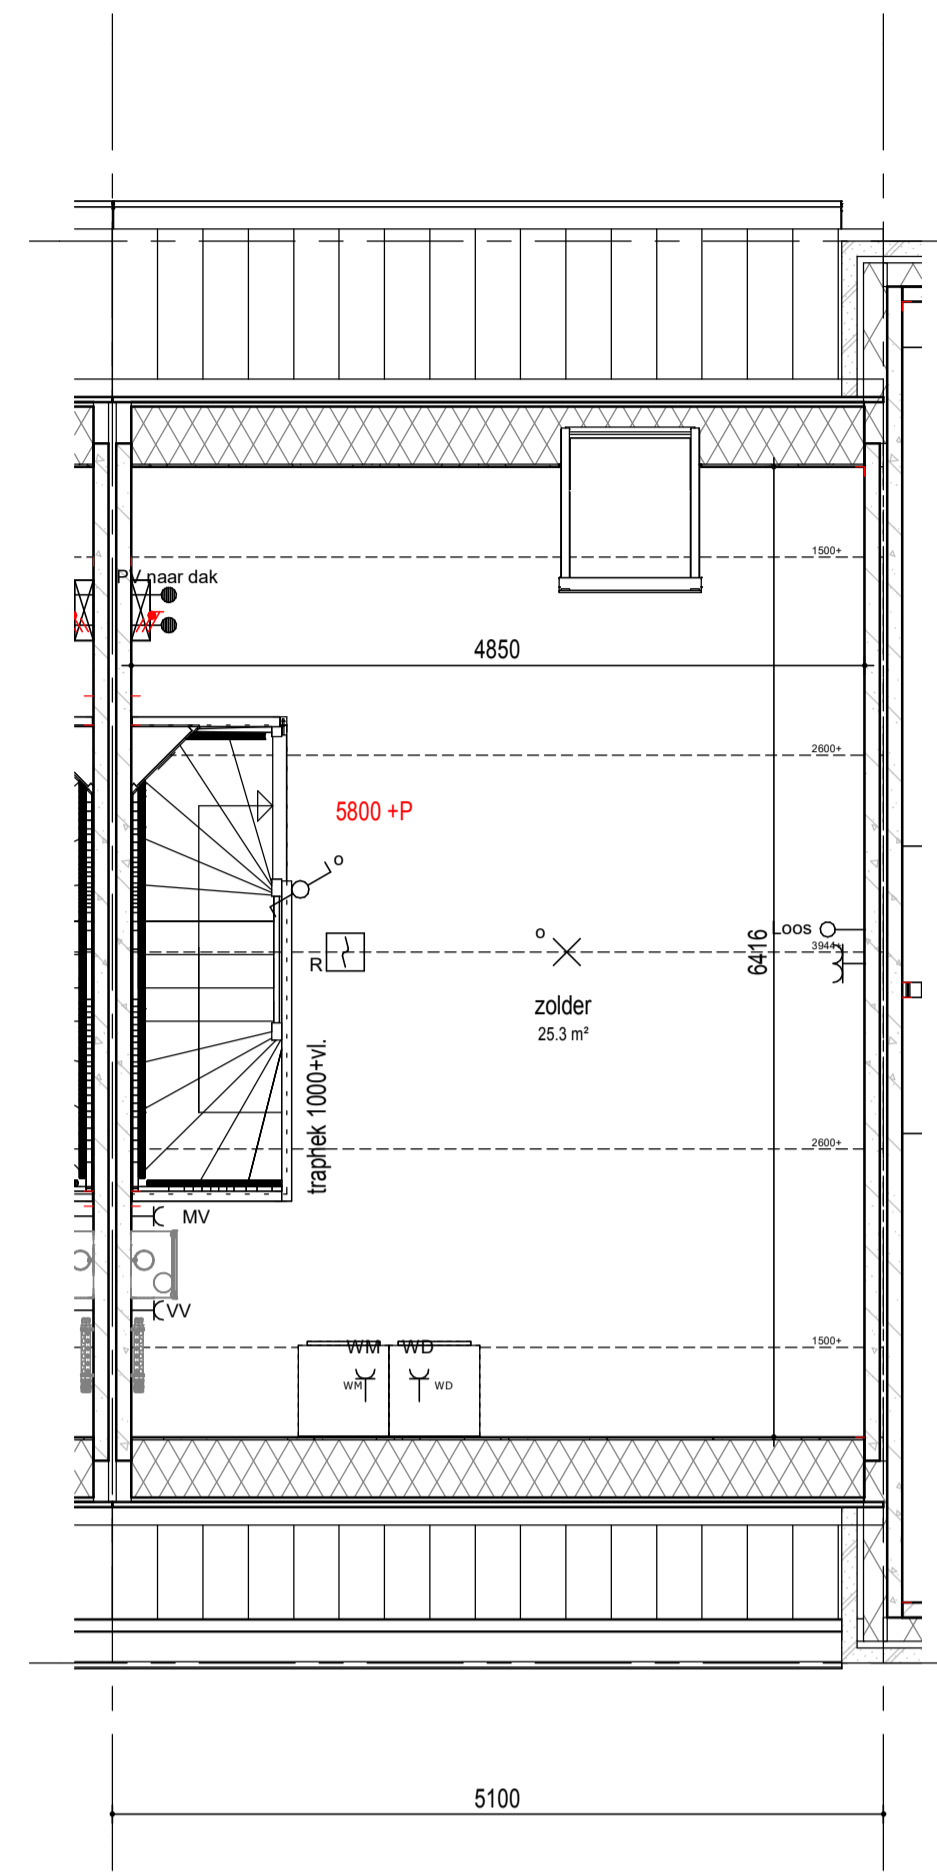 1500+
PV naar dak
4850
2600+
5800 +P
o
Loos
o
3944+
6416
R
zolder
25.3 m²
traphek 1000+vl.
2600+
MV
VV
1500+
WM WD
WM WD
5100